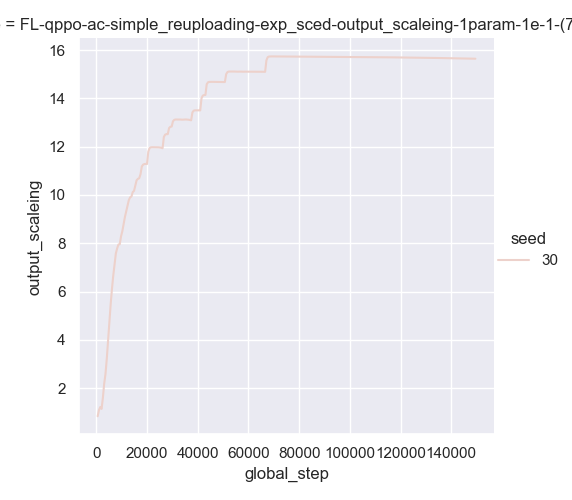 = FL-qppo-ac-simple_reuploading-exp_sced-output_scaleing-1param-1e-1-(7
16
14
12
10
8
6
4
2
output_scaleing
seed
30
0 20000 40000 60000 80000 100000 120000 140000
global_step